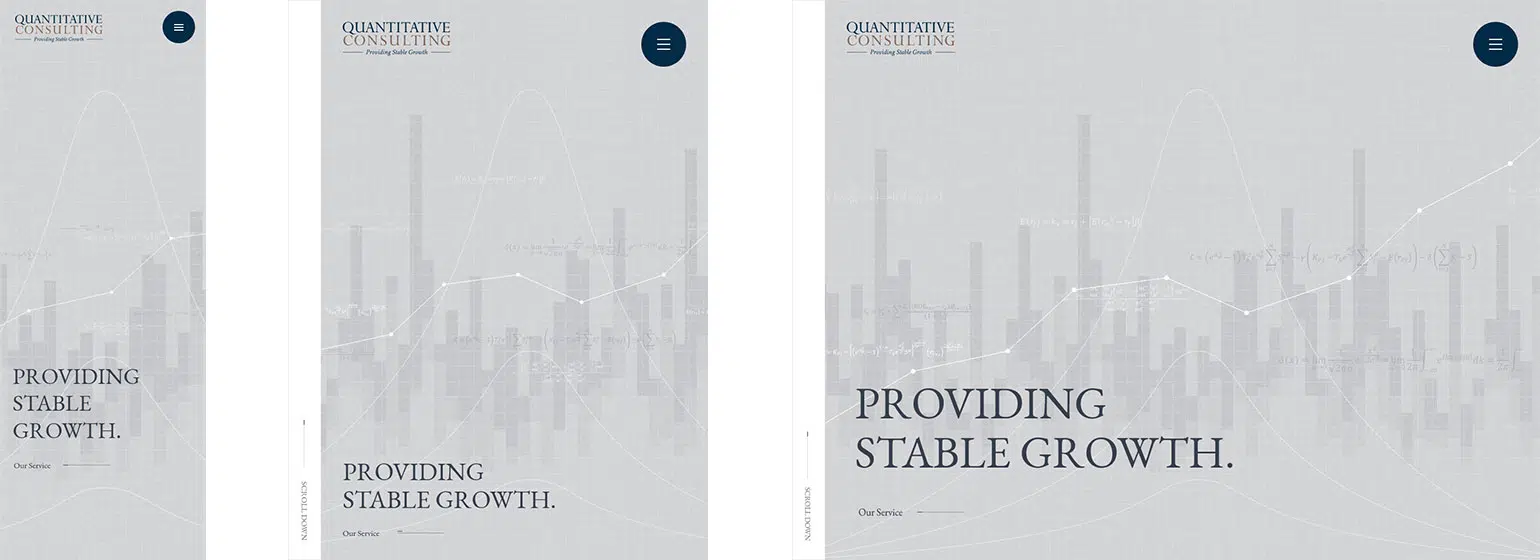 QUANTITATIVE
CONSULTING
Providing Stable Growth
PROVIDING
STABLE
GROWTH.
Our Service
QUANTITATIVE
CONSULTING
Providing Stable Growth
SCROLL DOWN
PROVIDING
STABLE GROWTH.
Our Service
QUANTITATIVE
CONSULTING
Providing Stable Growth
SCROLL DOWN
PROVIDING
STABLE GROWTH.
Our Service